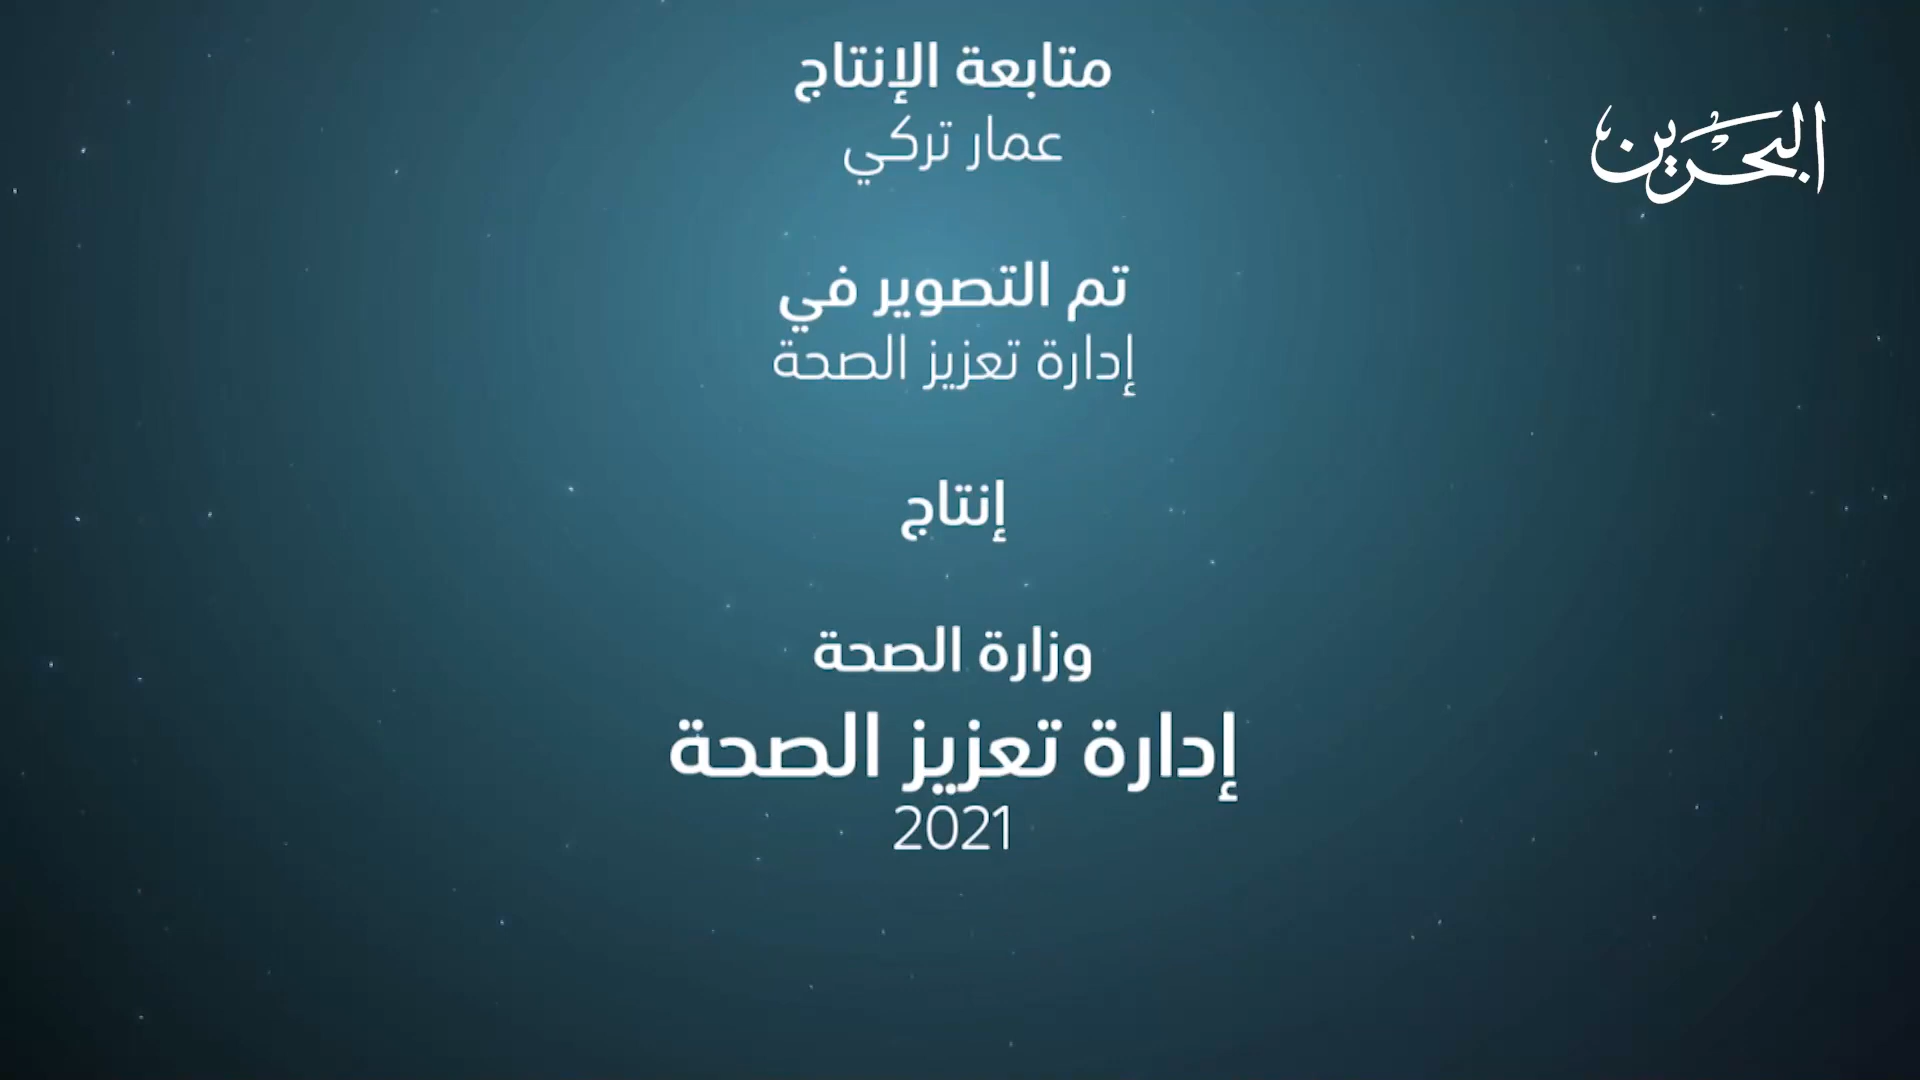 متابعة الإنتاج
عمار تركي
البحرين
تم التصوير في
إدارة تعزيز الصحة
إنتاج
وزارة الصحة
إدارة تعزيز الصحة
2021